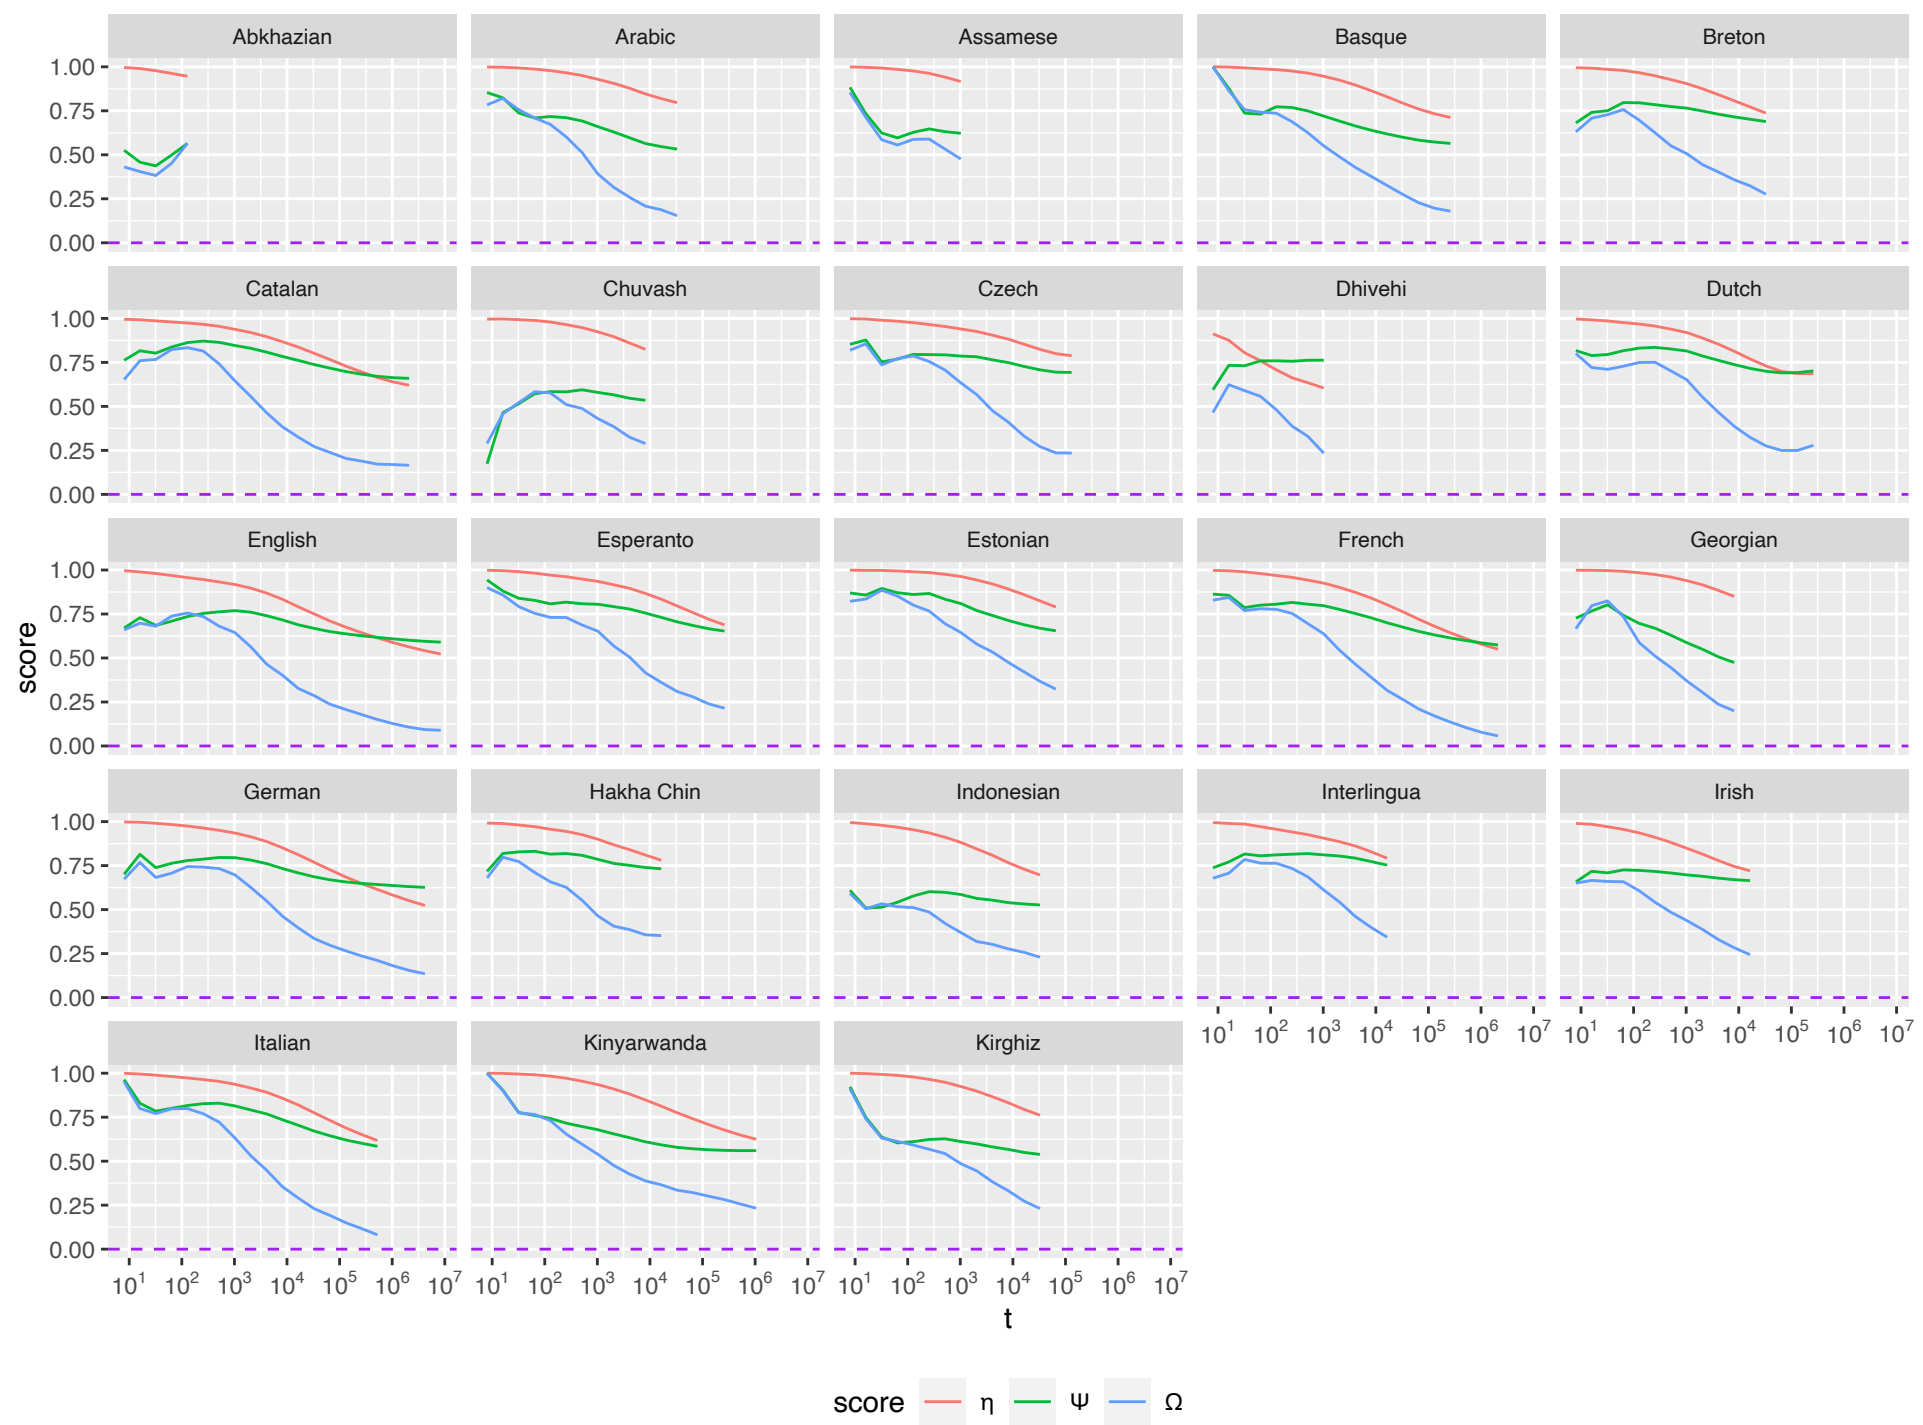 Abkhazian Arabic Assamese Basque Breton
1.00
0.75
0.50
0.25
0.00
Catalan Chuvash Czech Dhivehi Dutch
1.00
0.75
0.50
0.25
0.00
English Esperanto Estonian French Georgian
1.00
0.75
0.50
0.25
0.00
score
German Hakha Chin Indonesian Interlingua Irish
1.00
0.75
0.50
0.25
0.00
10¹ 10² 10³ 10⁴ 10⁵ 10⁶ 10⁷ 10¹ 10² 10³ 10⁴ 10⁵ 10⁶ 10⁷
Italian Kinyarwanda Kirghiz
1.00
0.75
0.50
0.25
0.00
10¹ 10² 10³ 10⁴ 10⁵ 10⁶ 10⁷ 10¹ 10² 10³ 10⁴ 10⁵ 10⁶ 10⁷ 10¹ 10² 10³ 10⁴ 10⁵ 10⁶ 10⁷
t
score η Ψ Ω